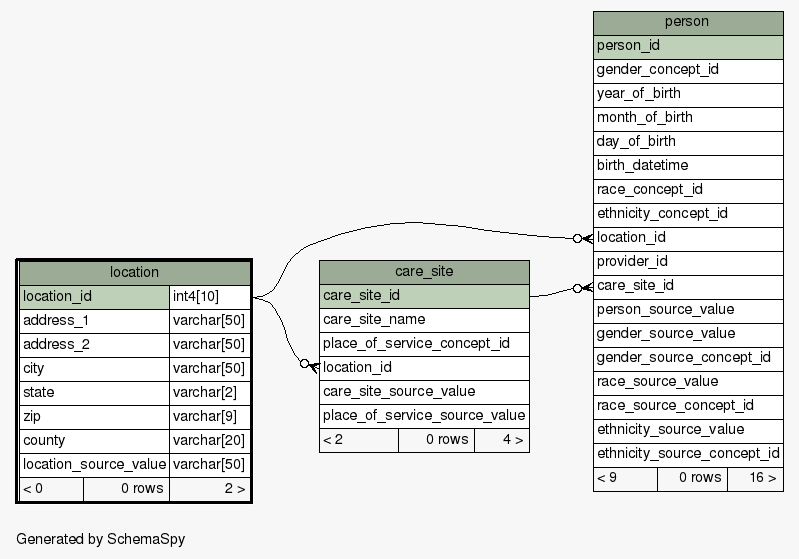 person
person_id
gender_concept_id
year_of_birth
month_of_birth
day_of_birth
birth_datetime
race_concept_id
ethnicity_concept_id
location_id
provider_id
care_site_id
person_source_value
gender_source_value
gender_source_concept_id
race_source_value
race_source_concept_id
ethnicity_source_value
ethnicity_source_concept_id
< 9 0 rows 16 >
location
location_id int4[10]
address_1 varchar[50]
address_2 varchar[50]
city varchar[50]
state varchar[2]
zip varchar[9]
county varchar[20]
location_source_value varchar[50]
< 0 0 rows 2 >
care_site
care_site_id
care_site_name
place_of_service_concept_id
location_id
care_site_source_value
place_of_service_source_value
< 2 0 rows 4 >
Generated by SchemaSpy